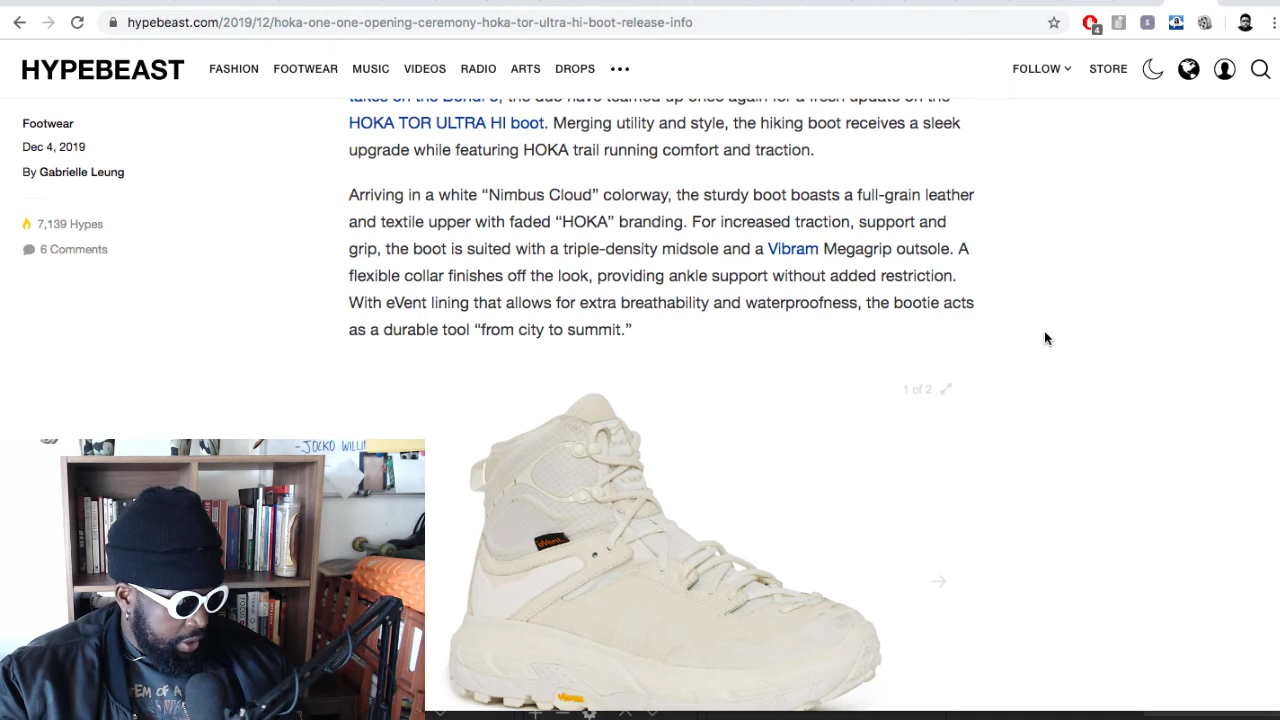 hypebeast.com/2019/12/hoka-one-one-opening-ceremony-hoka-tor-ultra-hi-boot-release-info
4
HYPEBEAST FASHION FOOTWEAR MUSIC VIDEOS RADIO ARTS DROPS ••• FOLLOW STORE
Footwear
Dec 4, 2019
By Gabrielle Leung
7,139 Hypes
6 Comments
HOKA TOR ULTRA HI boot. Merging utility and style, the hiking boot receives a sleek
upgrade while featuring HOKA trail running comfort and traction.
Arriving in a white “Nimbus Cloud” colorway, the sturdy boot boasts a full-grain leather
and textile upper with faded “HOKA” branding. For increased traction, support and
grip, the boot is suited with a triple-density midsole and a Vibram Megagrip outsole. A
flexible collar finishes off the look, providing ankle support without added restriction.
With eVent lining that allows for extra breathability and waterproofness, the bootie acts
as a durable tool “from city to summit.”
1 of 2
eVent
vibram
-JOCKO WILLI
TEM OF A